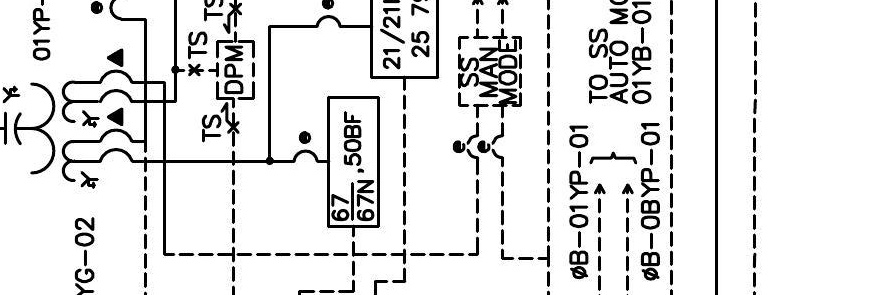 01YP-
TS
TS
DPM
TS
21/21
25 79
67
67N
,50BF
SS
MAN
MODE
TO SS
AUTO MO
01YB-01
ØB-01YP-01
ØB-0BYP-01
YG-02
Y
Y
Y